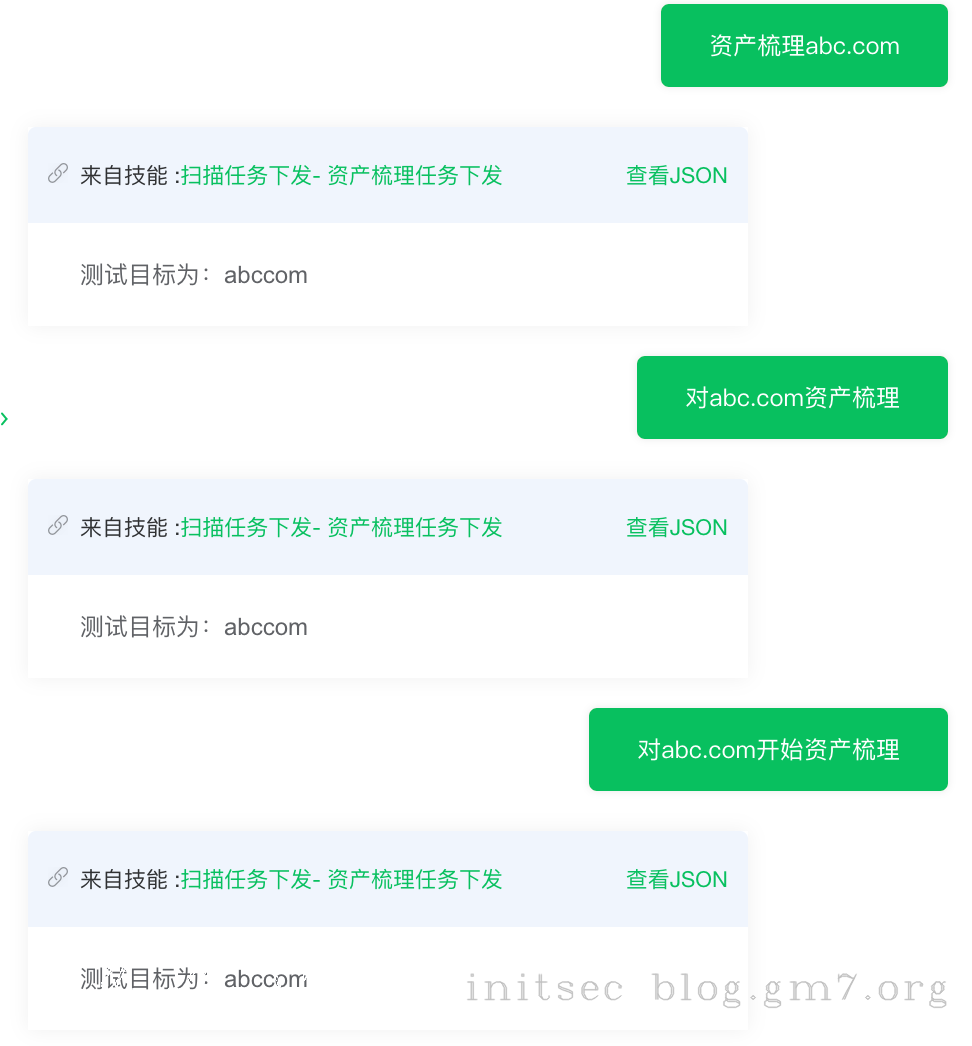 资产梳理abc.com
来自技能 :扫描任务下发- 资产梳理任务下发 查看JSON
测试目标为：abccom
对abc.com资产梳理
来自技能 :扫描任务下发- 资产梳理任务下发 查看JSON
测试目标为：abccom
对abc.com开始资产梳理
来自技能 :扫描任务下发- 资产梳理任务下发 查看JSON
测试目标为：abccom
initsec blog.gm7.org